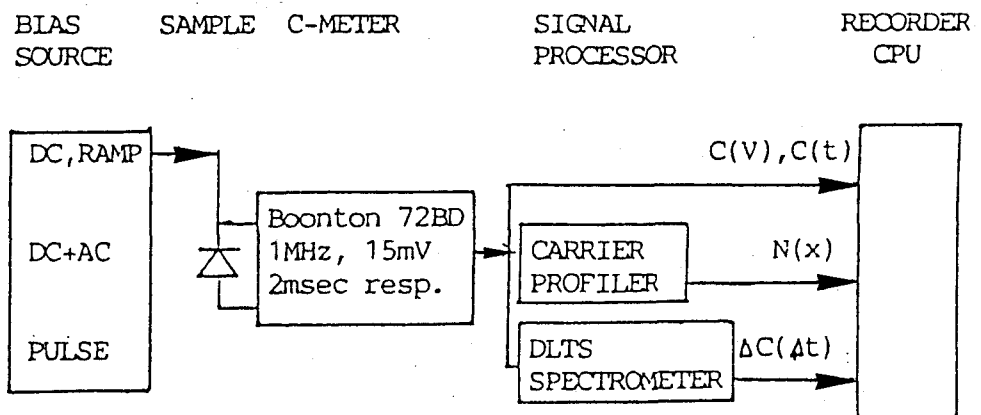 BIAS SOURCE
SAMPLE
C-METER
SIGNAL PROCESSOR
RECORDER CPU
DC,RAMP
DC+AC
PULSE
Boonton 72BD
1MHz, 15mV
2msec resp.
C(V),C(t)
CARRIER
PROFILER
N(x)
DLTS
SPECTROMETER
ΔC(Δt)